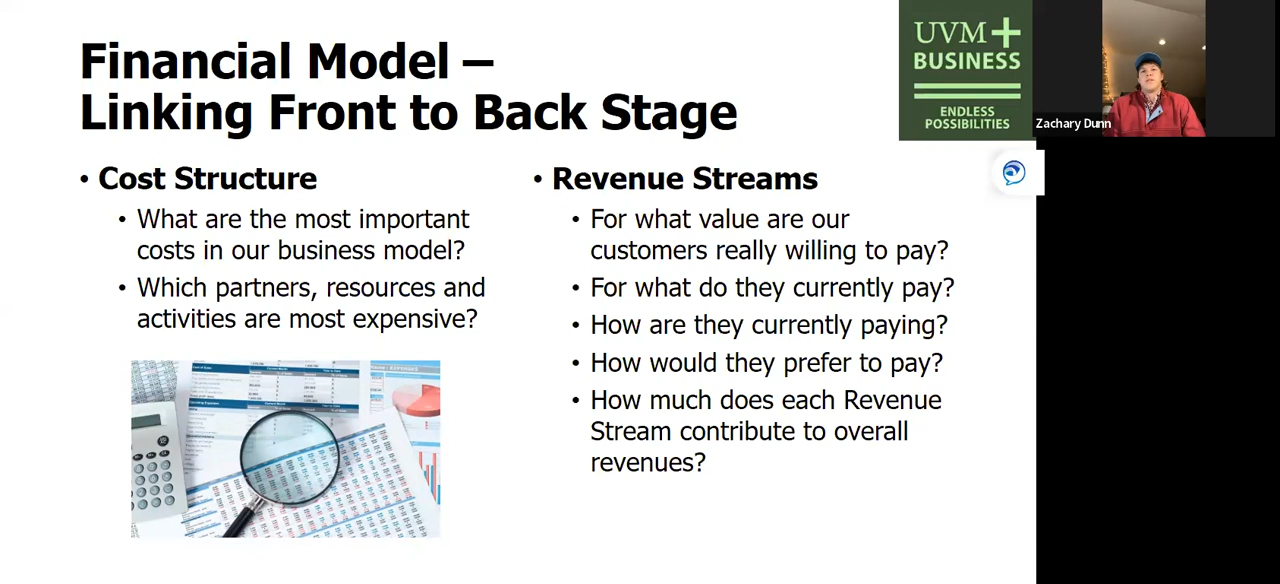 Financial Model –
Linking Front to Back Stage
• Cost Structure
• What are the most important
costs in our business model?
• Which partners, resources and
activities are most expensive?
• Revenue Streams
• For what value are our
customers really willing to pay?
• For what do they currently pay?
• How are they currently paying?
• How would they prefer to pay?
• How much does each Revenue
Stream contribute to overall
revenues?
UVM+
BUSINESS
ENDLESS
POSSIBILITIES
Zachary Dunn